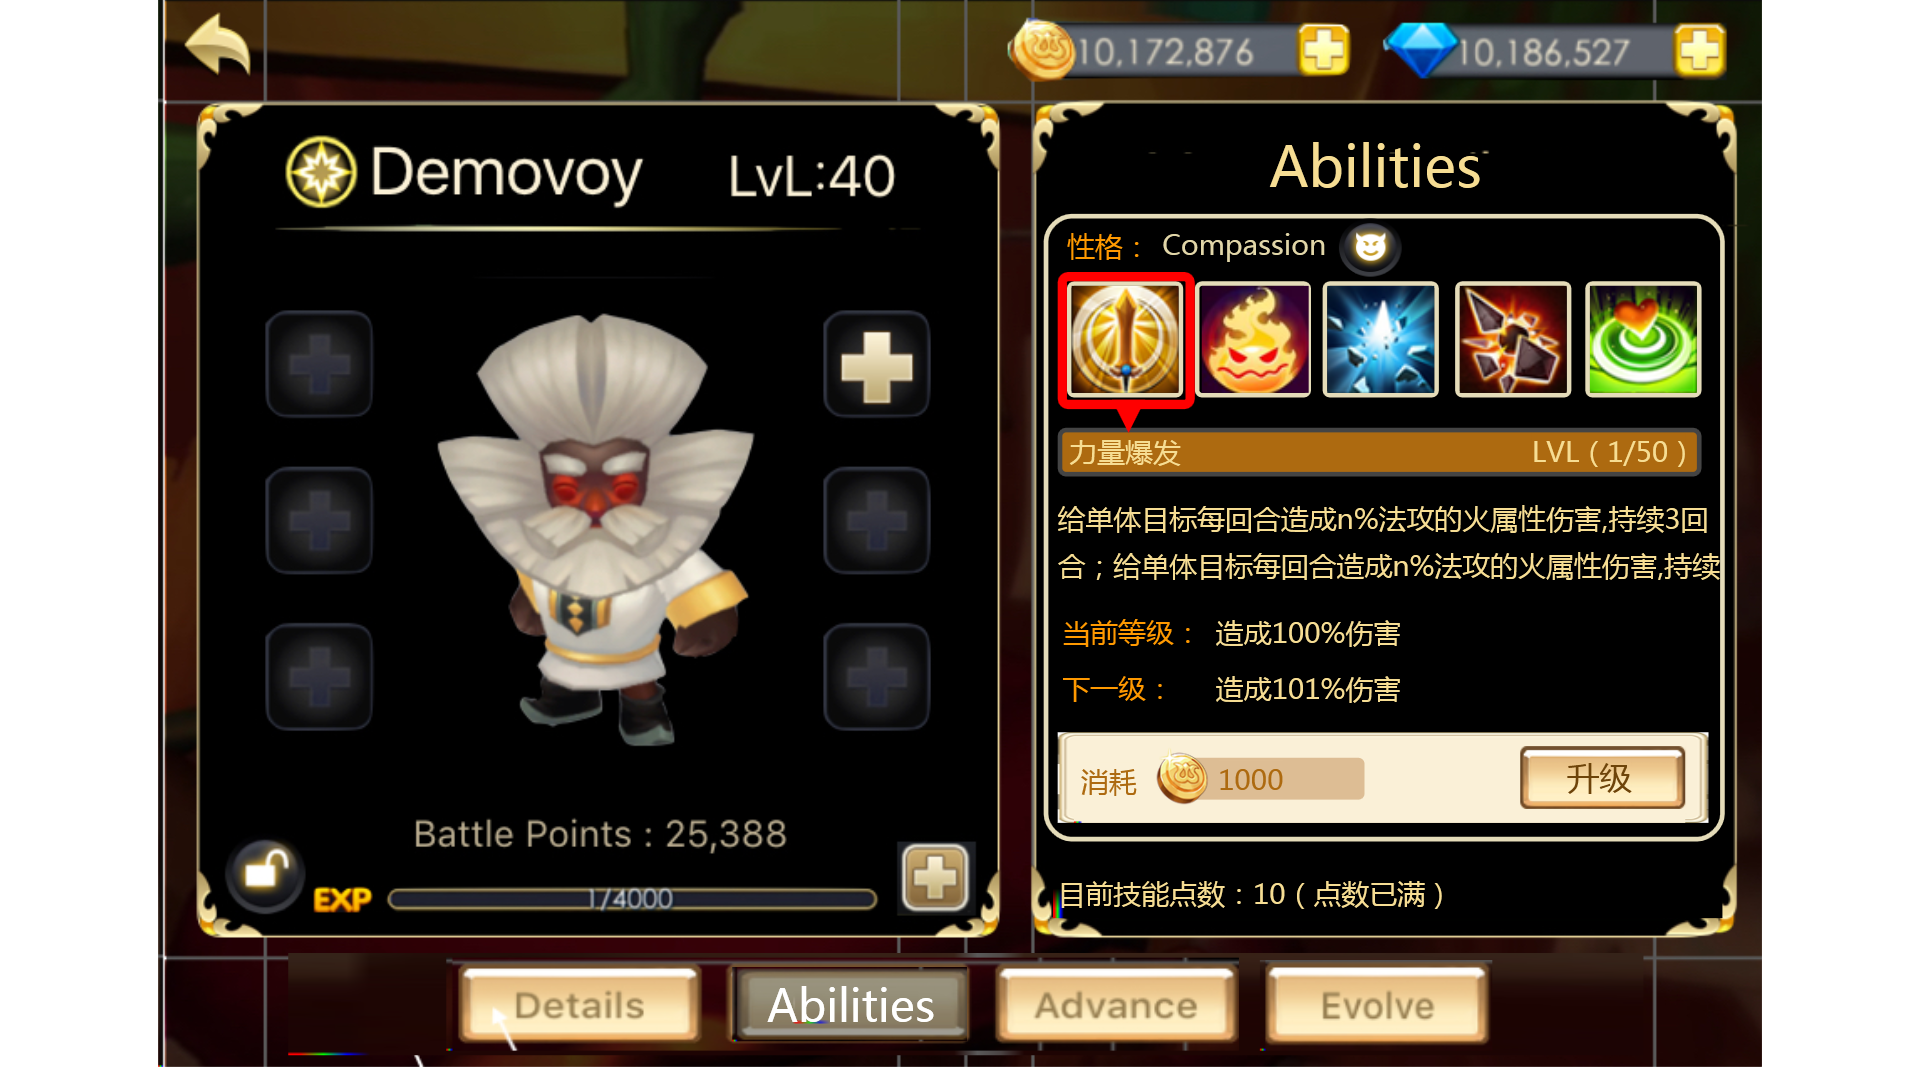 10,172,876
10,186,527
Demovoy
LvL:40
Battle Points : 25,388
EXP
1/4000
Abilities
性格： Compassion
力量爆发
LVL（1/50）
给单体目标每回合造成n%法攻的火属性伤害,持续3回
合；给单体目标每回合造成n%法攻的火属性伤害,持续
当前等级： 造成100%伤害
下一级： 造成101%伤害
消耗
1000
升级
目前技能点数：10（点数已满）
Details
Abilities
Advance
Evolve